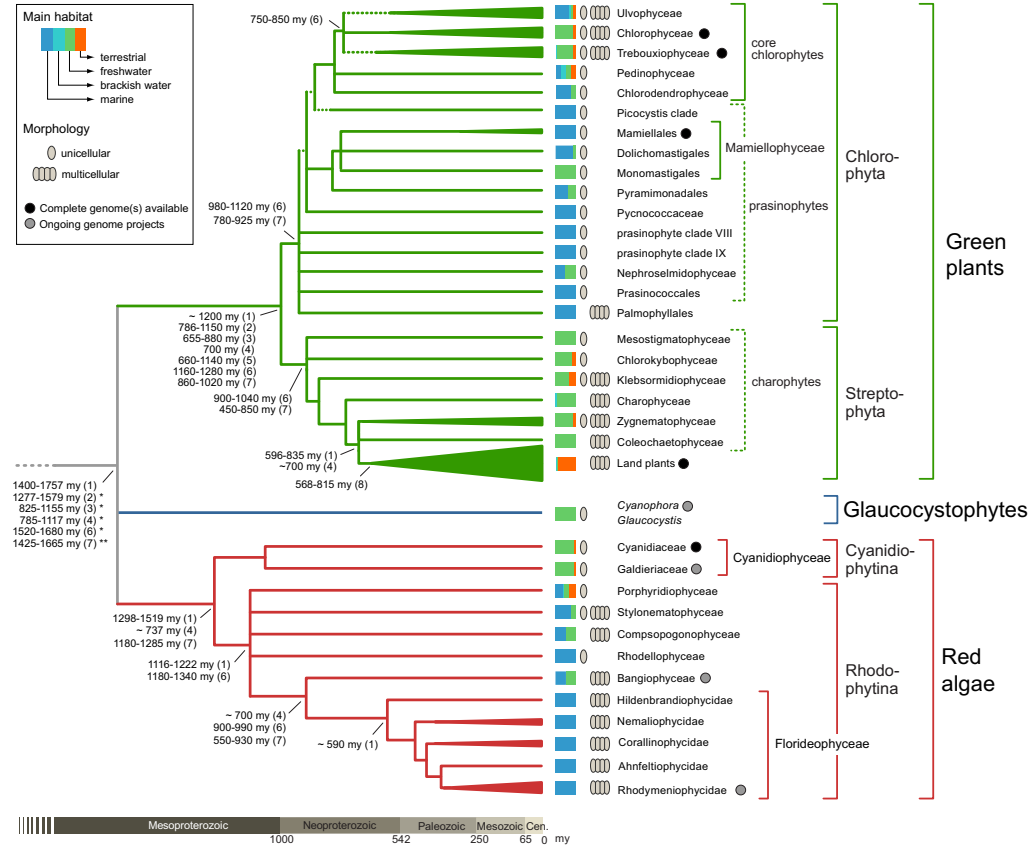 Main habitat
terrestrial
freshwater
brackish water
marine
Morphology
unicellular
multicellular
Complete genome(s) available
Ongoing genome projects
750-850 my (6)
980-1120 my (6)
780-925 my (7)
~ 1200 my (1)
786-1150 my (2)
655-880 my (3)
700 my (4)
660-1140 my (5)
1160-1280 my (6)
860-1020 my (7)
900-1040 my (6)
450-850 my (7)
596-835 my (1)
~700 my (4)
568-815 my (8)
1400-1757 my (1)
1277-1579 my (2) *
825-1155 my (3) *
785-1117 my (4) *
1520-1680 my (6) *
1425-1665 my (7) **
1298-1519 my (1)
~ 737 my (4)
1180-1285 my (7)
1116-1222 my (1)
1180-1340 my (6)
~ 700 my (4)
900-990 my (6)
550-930 my (7)
~ 590 my (1)
Ulvophyceae
Chlorophyceae
Trebouxiophyceae
Pedinophyceae
Chlorodendrophyceae
Picocystis clade
Mamiellales
Dolichomastigales
Monomastigales
Pyramimonadales
Pycnococcaceae
prasinophyte clade VIII
prasinophyte clade IX
Nephroselmidophyceae
Prasinococcales
Palmophyllales
Mesostigmatophyceae
Chlorokybophyceae
Klebsormidiophyceae
Charophyceae
Zygnematophyceae
Coleochaetophyceae
Land plants
Cyanophora
Glaucocystis
Cyanidiaceae
Galdieriaceae
Porphyridiophyceae
Stylonematophyceae
Compsopogonophyceae
Rhodellophyceae
Bangiophyceae
Hildenbrandiophycidae
Nemaliophycidae
Corallinophycidae
Ahnfeltiophycidae
Rhodymeniophycidae
core
chlorophytes
Mamiellophyceae
prasinophytes
charophytes
Cyanidiophyceae
Florideophyceae
Chloro-
phyta
Strepto-
phyta
Glaucocystophytes
Cyanidio-
phytina
Rhodo-
phytina
Green
plants
Red
algae
Mesoproterozoic
Neoproterozoic
Paleozoic
Mesozoic
Cen.
1000
542
250
65
0
my